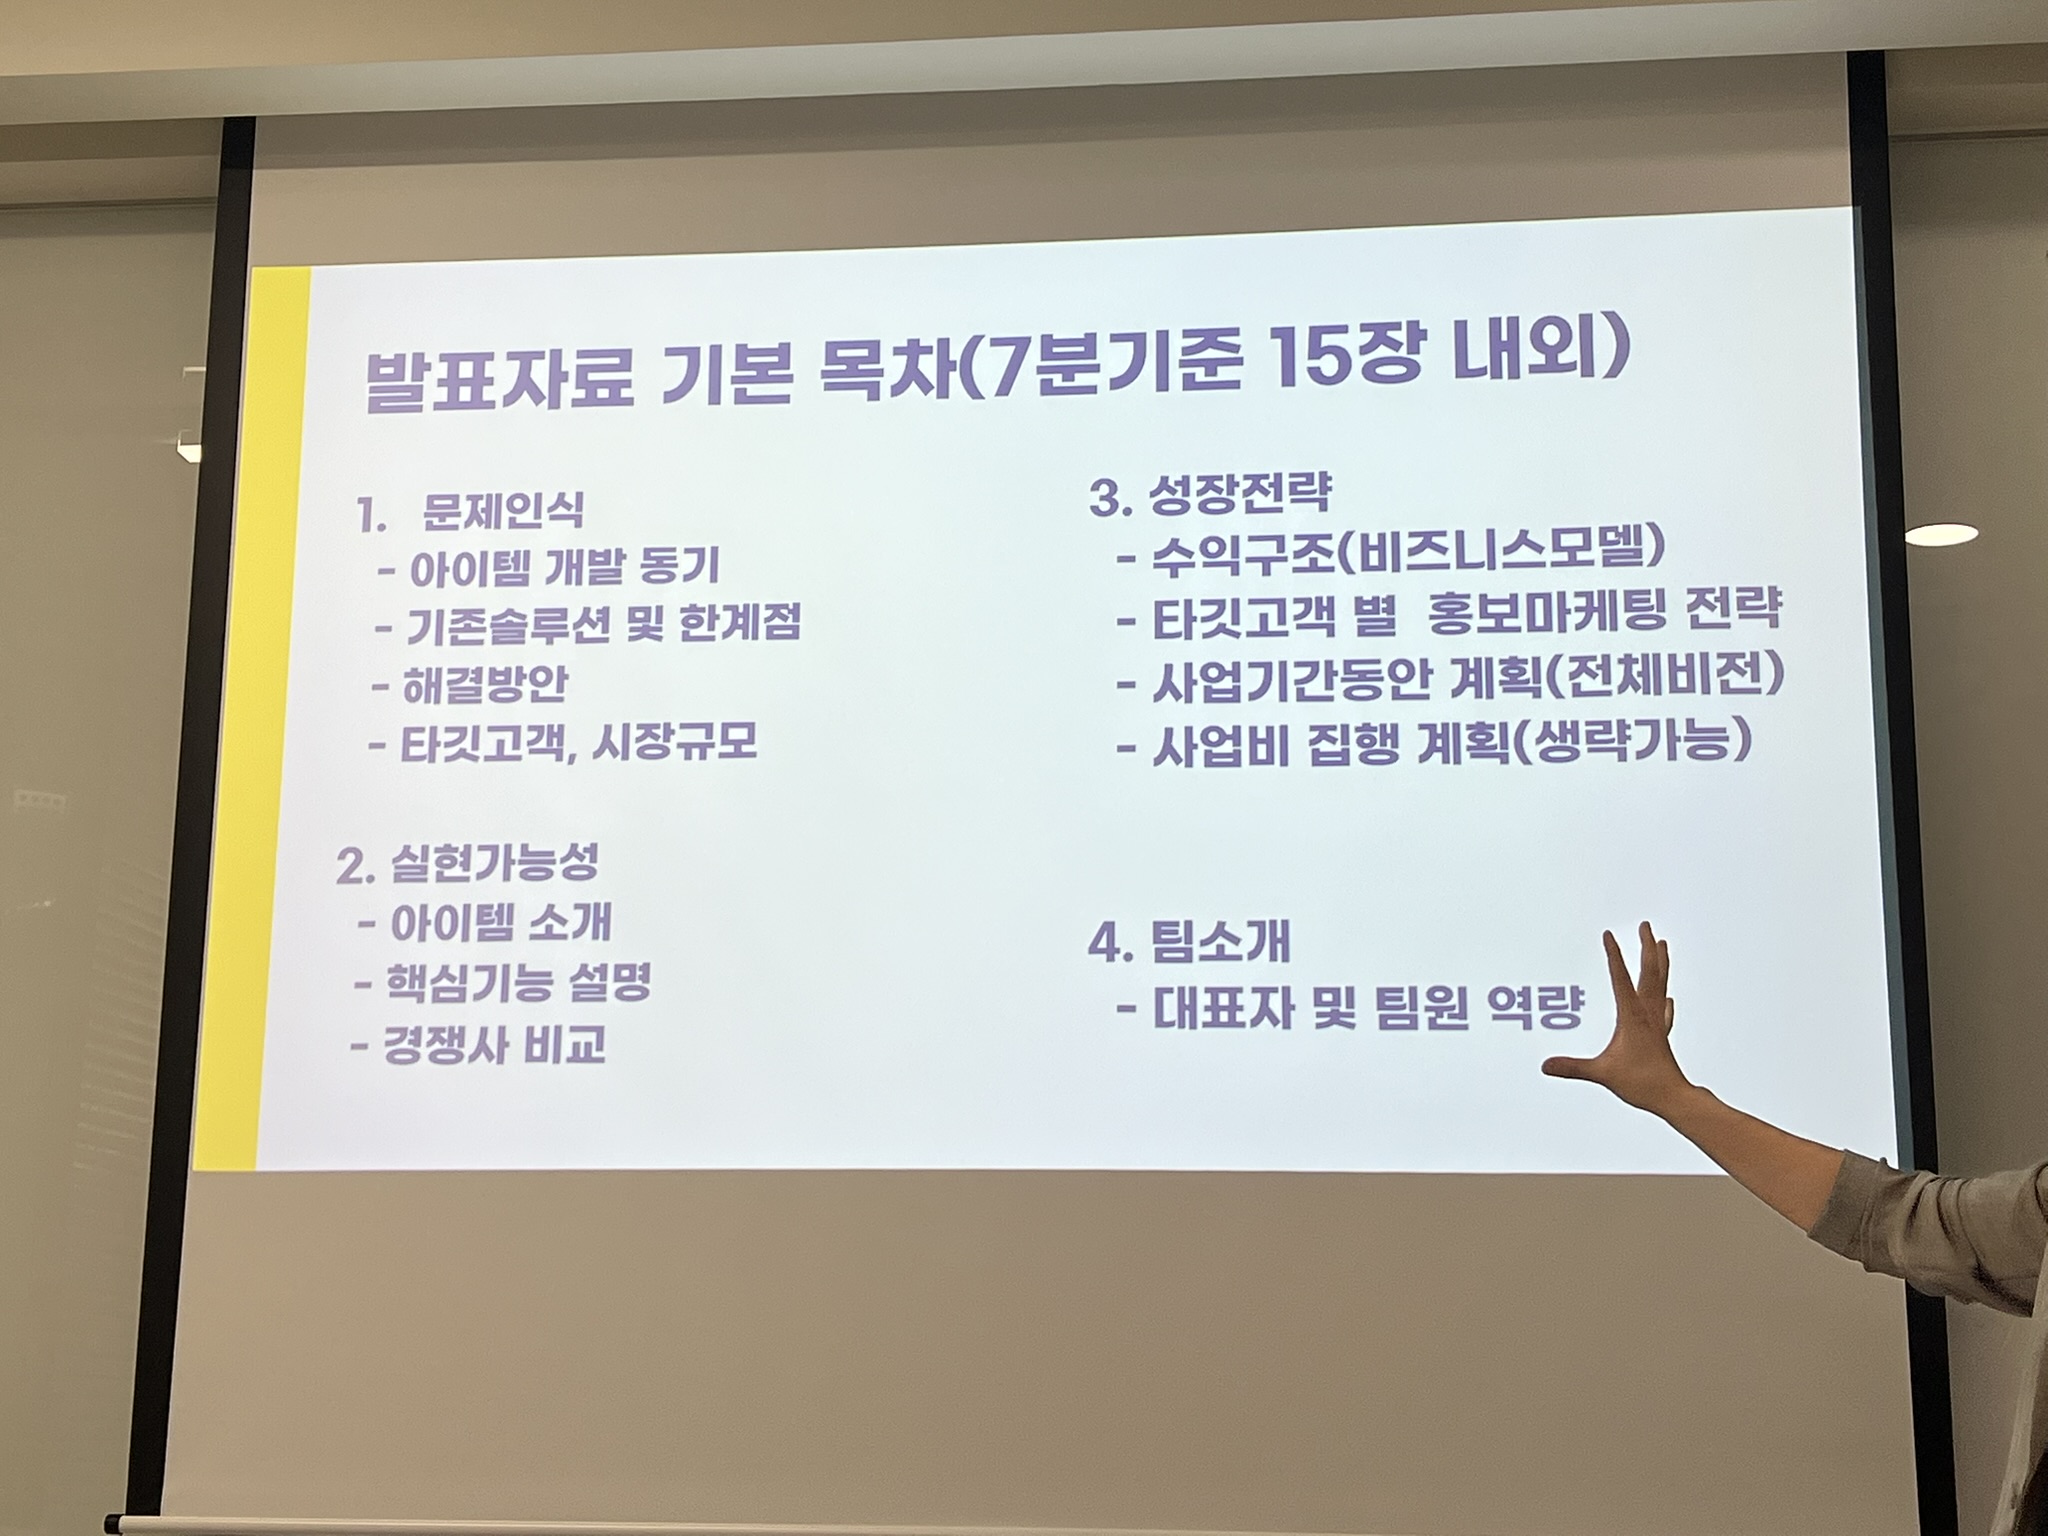 발표자료 기본 목차(7분기준 15장 내외)
1. 문제인식
- 아이템 개발 동기
- 기존솔루션 및 한계점
- 해결방안
- 타깃고객, 시장규모
2. 실현가능성
- 아이템 소개
- 핵심기능 설명
- 경쟁사 비교
3. 성장전략
- 수익구조(비즈니스모델)
- 타깃고객 별 홍보마케팅 전략
- 사업기간동안 계획(전체비전)
- 사업비 집행 계획(생략가능)
4. 팀소개
- 대표자 및 팀원 역량